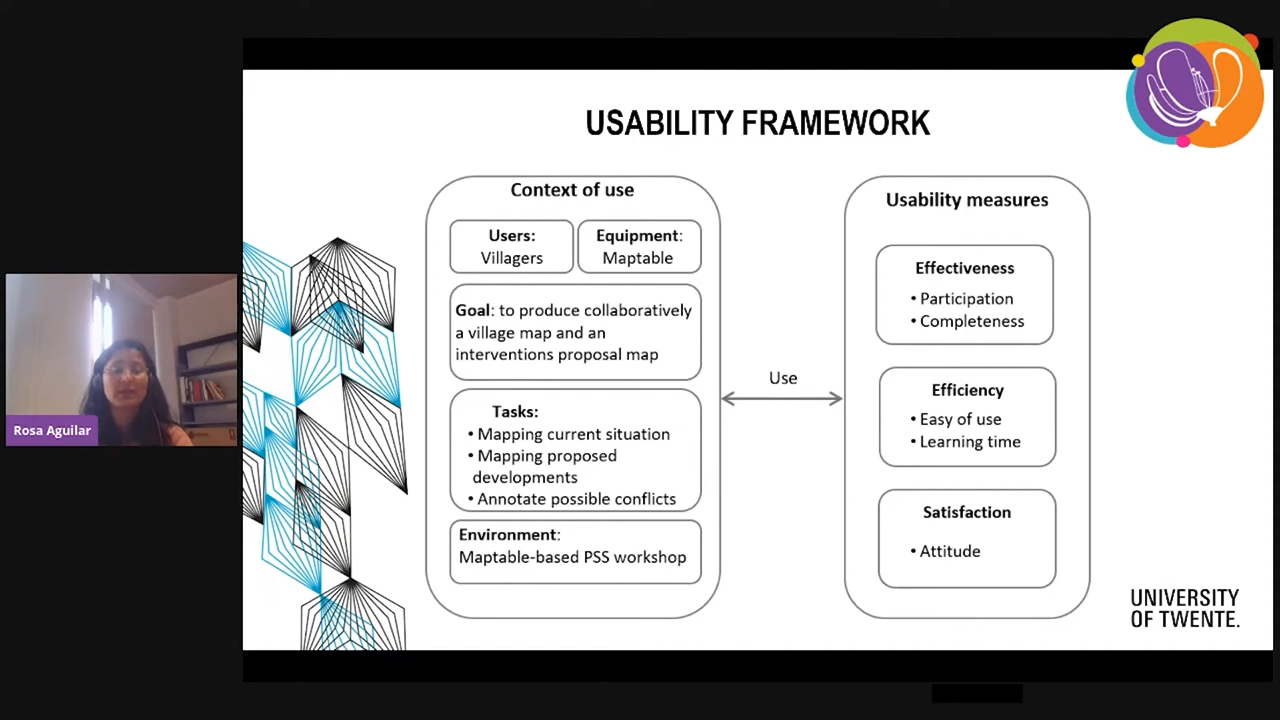 USABILITY FRAMEWORK
Context of use
Users:
Villagers
Equipment:
Maptable
Goal: to produce collaboratively
a village map and an
interventions proposal map
Tasks:
• Mapping current situation
• Mapping proposed
developments
• Annotate possible conflicts
Environment:
Maptable-based PSS workshop
Use
Usability measures
Effectiveness
• Participation
• Completeness
Efficiency
• Easy of use
• Learning time
Satisfaction
• Attitude
Rosa Aguilar
UNIVERSITY
OF TWENTE.